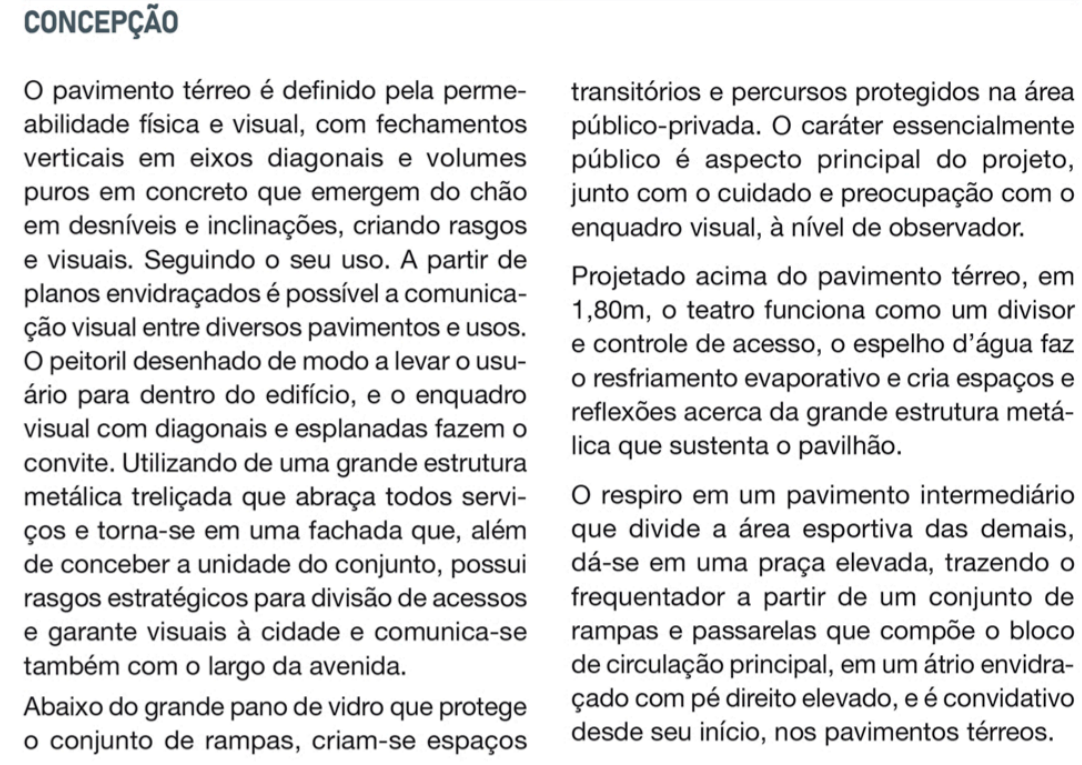 CONCEPÇÃO
O pavimento térreo é definido pela perme-
abilidade física e visual, com fechamentos
verticais em eixos diagonais e volumes
puros em concreto que emergem do chão
em desníveis e inclinações, criando rasgos
e visuais. Seguindo o seu uso. A partir de
planos envidraçados é possível a comunica-
ção visual entre diversos pavimentos e usos.
O peitoril desenhado de modo a levar o usu-
ário para dentro do edifício, e o enquadro
visual com diagonais e esplanadas fazem o
convite. Utilizando de uma grande estrutura
metálica treliçada que abraça todos servi-
ços e torna-se em uma fachada que, além
de conceber a unidade do conjunto, possui
rasgos estratégicos para divisão de acessos
e garante visuais à cidade e comunica-se
também com o largo da avenida.
Abaixo do grande pano de vidro que protege
o conjunto de rampas, criam-se espaços
transitórios e percursos protegidos na área
público-privada. O caráter essencialmente
público é aspecto principal do projeto,
junto com o cuidado e preocupação com o
enquadro visual, à nível de observador.
Projetado acima do pavimento térreo, em
1,80m, o teatro funciona como um divisor
e controle de acesso, o espelho d’água faz
o resfriamento evaporativo e cria espaços e
reflexões acerca da grande estrutura metá-
lica que sustenta o pavilhão.
O respiro em um pavimento intermediário
que divide a área esportiva das demais,
dá-se em uma praça elevada, trazendo o
frequentador a partir de um conjunto de
rampas e passarelas que compõe o bloco
de circulação principal, em um átrio envidra-
çado com pé direito elevado, e é convidativo
desde seu início, nos pavimentos térreos.